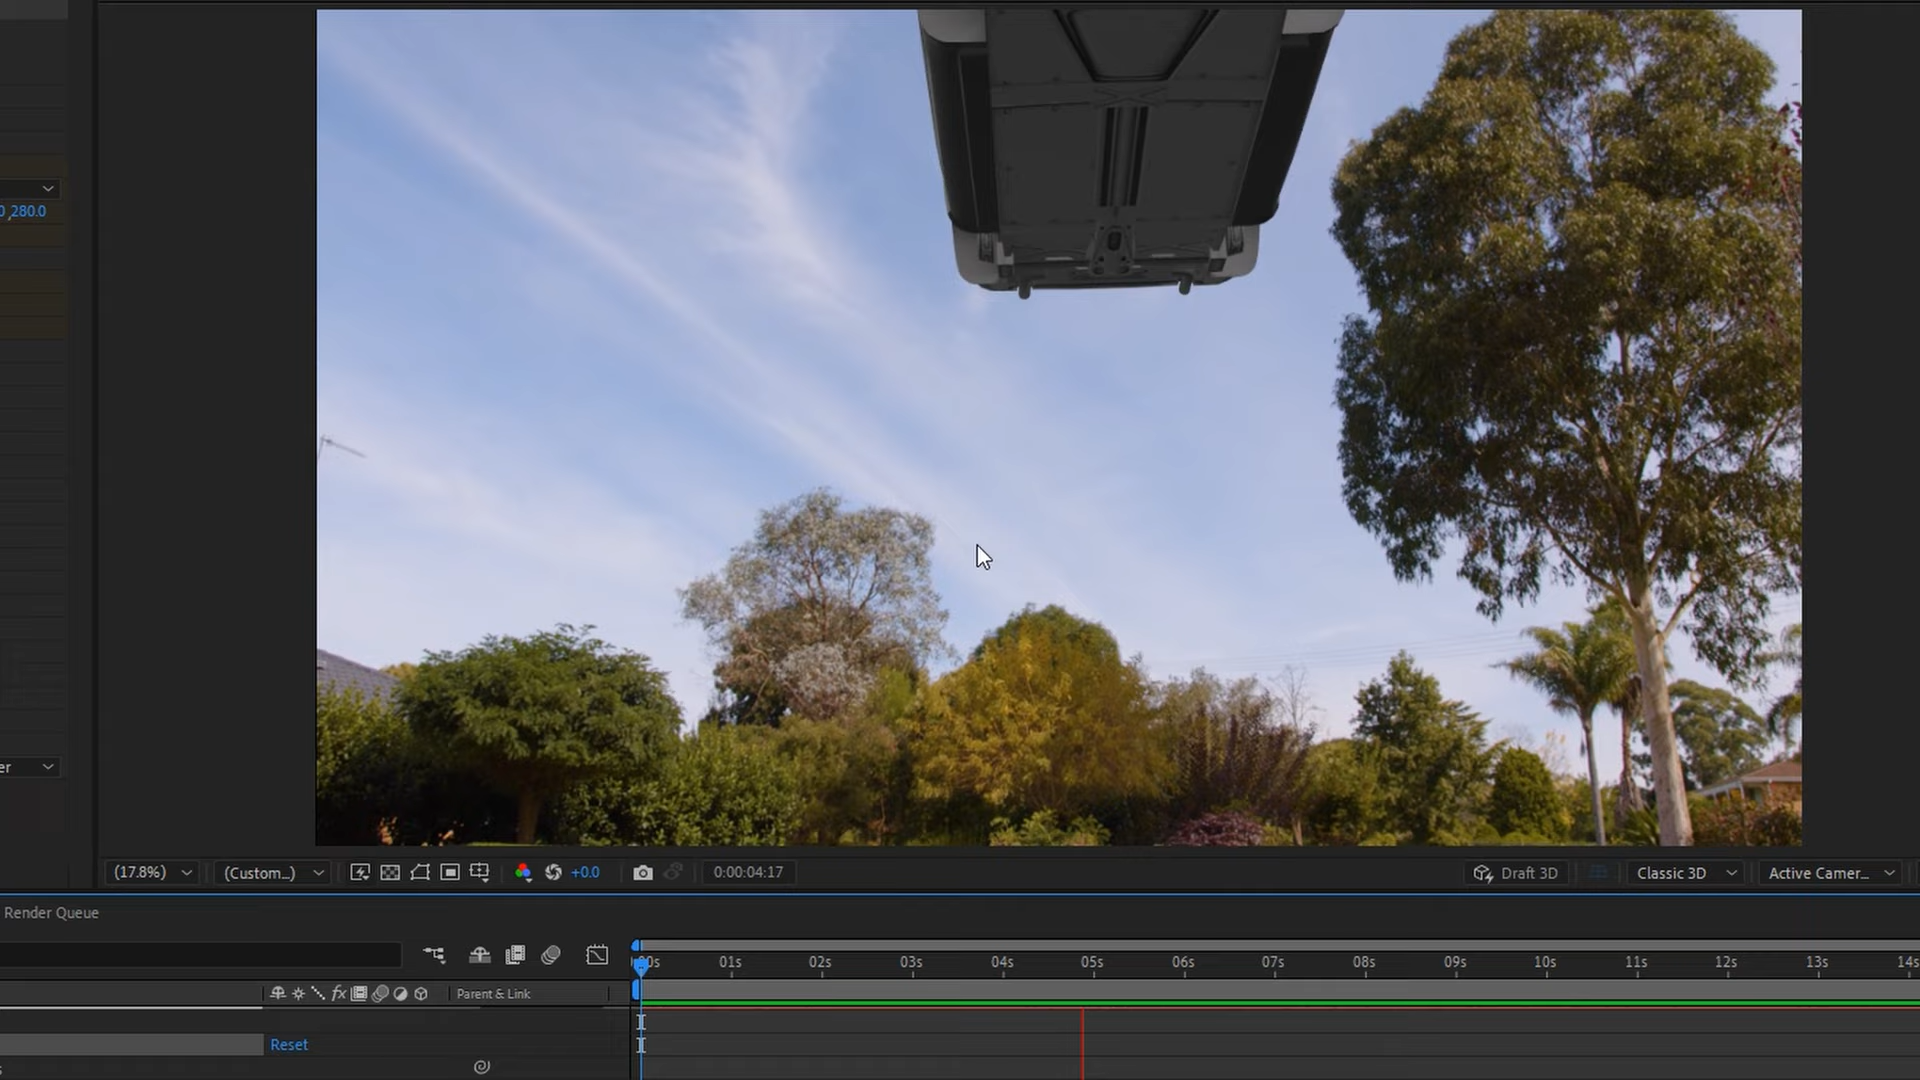 0,280.0
er
(17.8%)
(Custom...)
+0.0
0:00:04:17
Draft 3D
Classic 3D
Active Camer...
Render Queue
00s 01s 02s 03s 04s 05s 06s 07s 08s 09s 10s 11s 12s 13s 14s
fx
Parent & Link
Reset
s